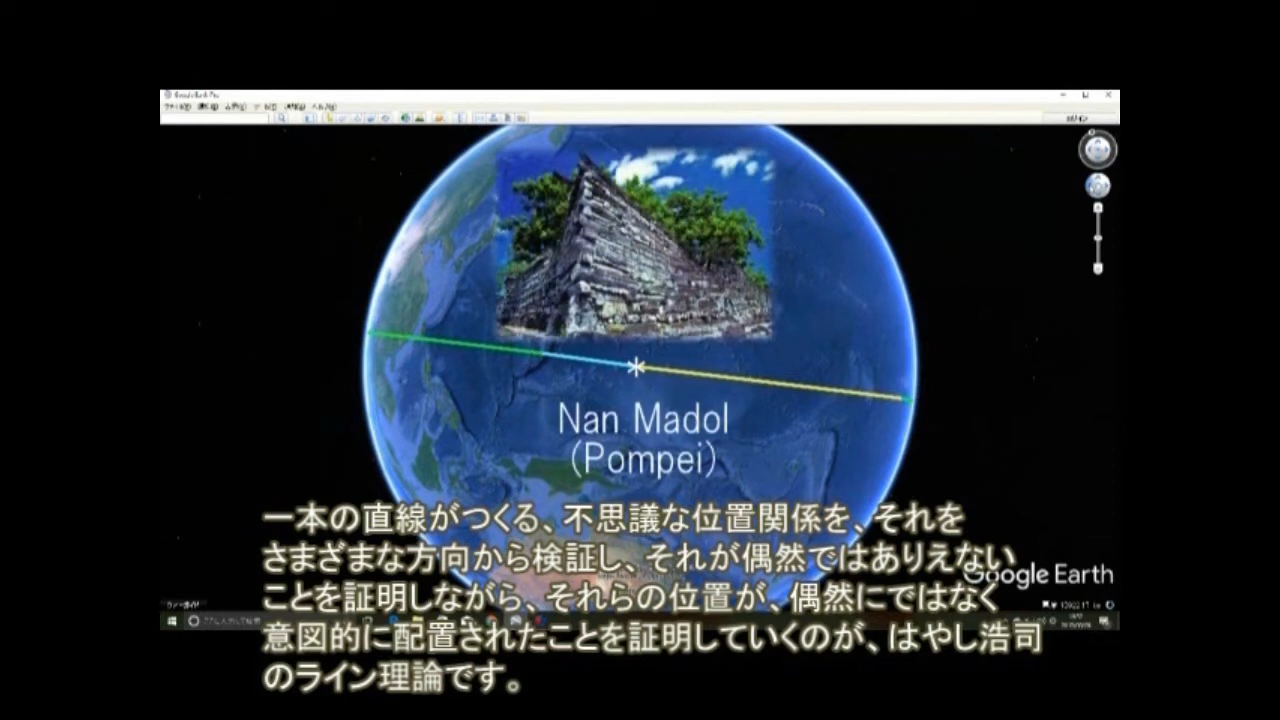 Google Earth Pro
Nan Madol
(Pompei)
一本の直線がつくる、不思議な位置関係を、それを
さまざまな方向から検証し、それが偶然ではありえない
Google Earth
ことを証明しながら、それらの位置が、偶然にではなく
意図的に配置されたことを証明していくのが、はやし浩司
のライン理論です。